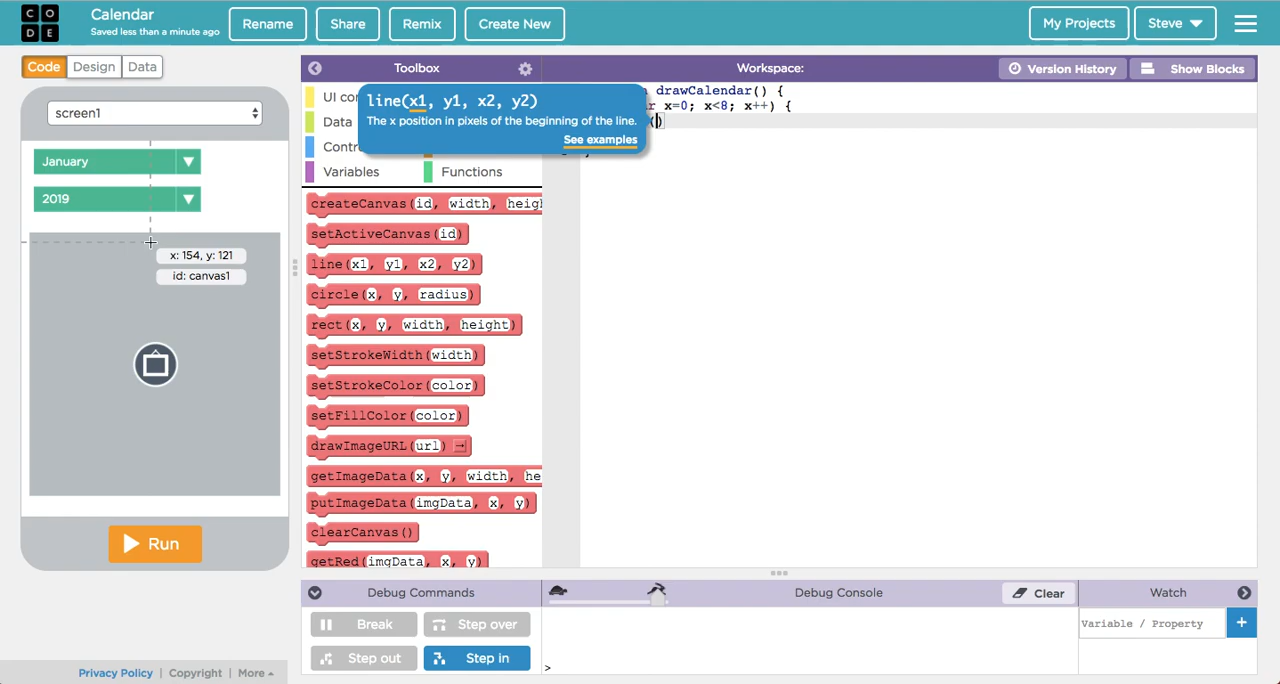 CO
DE
Calendar
Saved less than a minute ago
Rename
Share
Remix
Create New
My Projects
Steve
Code
Design
Data
Toolbox
Workspace:
Version History
Show Blocks
screen1
January
2019
x: 154, y: 121
id: canvas1
Run
UI co
Data
Contr
Variables
Functions
line(x1, y1, x2, y2)
The x position in pixels of the beginning of the line.
See examples
createCanvas(id, width, heigh
setActiveCanvas(id)
line(x1, y1, x2, y2)
circle(x, y, radius)
rect(x, y, width, height)
setStrokeWidth(width)
setStrokeColor(color)
setFillColor(color)
drawImageURL(url)
getImageData(x, y, width, he
putImageData(imgData, x, y)
clearCanvas()
getRed(imgData, x, y)
drawCalendar() {
r x=0; x<8; x++) {
()
Debug Commands
Break
Step over
Step out
Step in
Debug Console
Clear
Watch
Variable / Property
+
>
Privacy Policy | Copyright | More